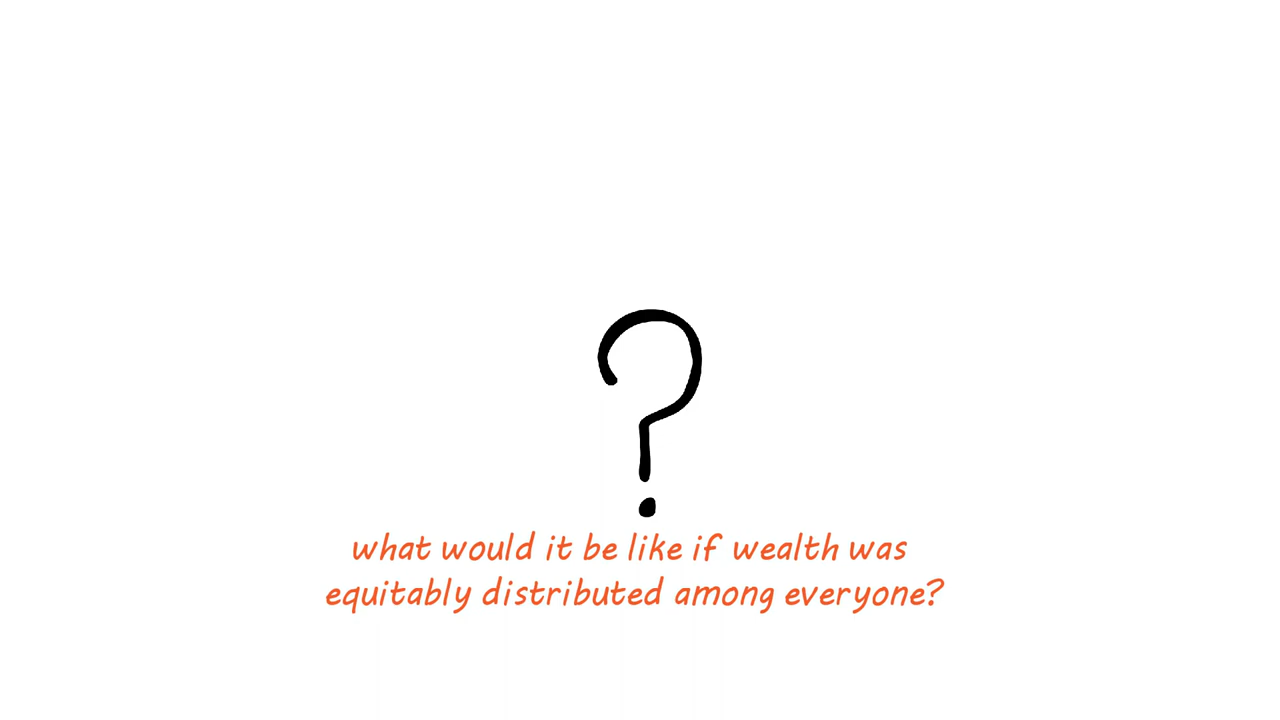 ?
what would it be like if wealth was
equitably distributed among everyone?